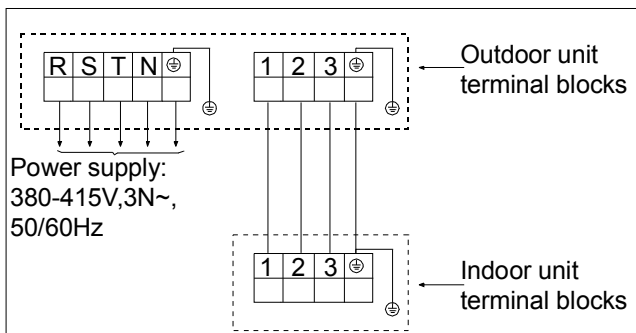 R S T N
1 2 3
Outdoor unit
terminal blocks
Power supply:
380-415V,3N~,
50/60Hz
1 2 3
Indoor unit
terminal blocks